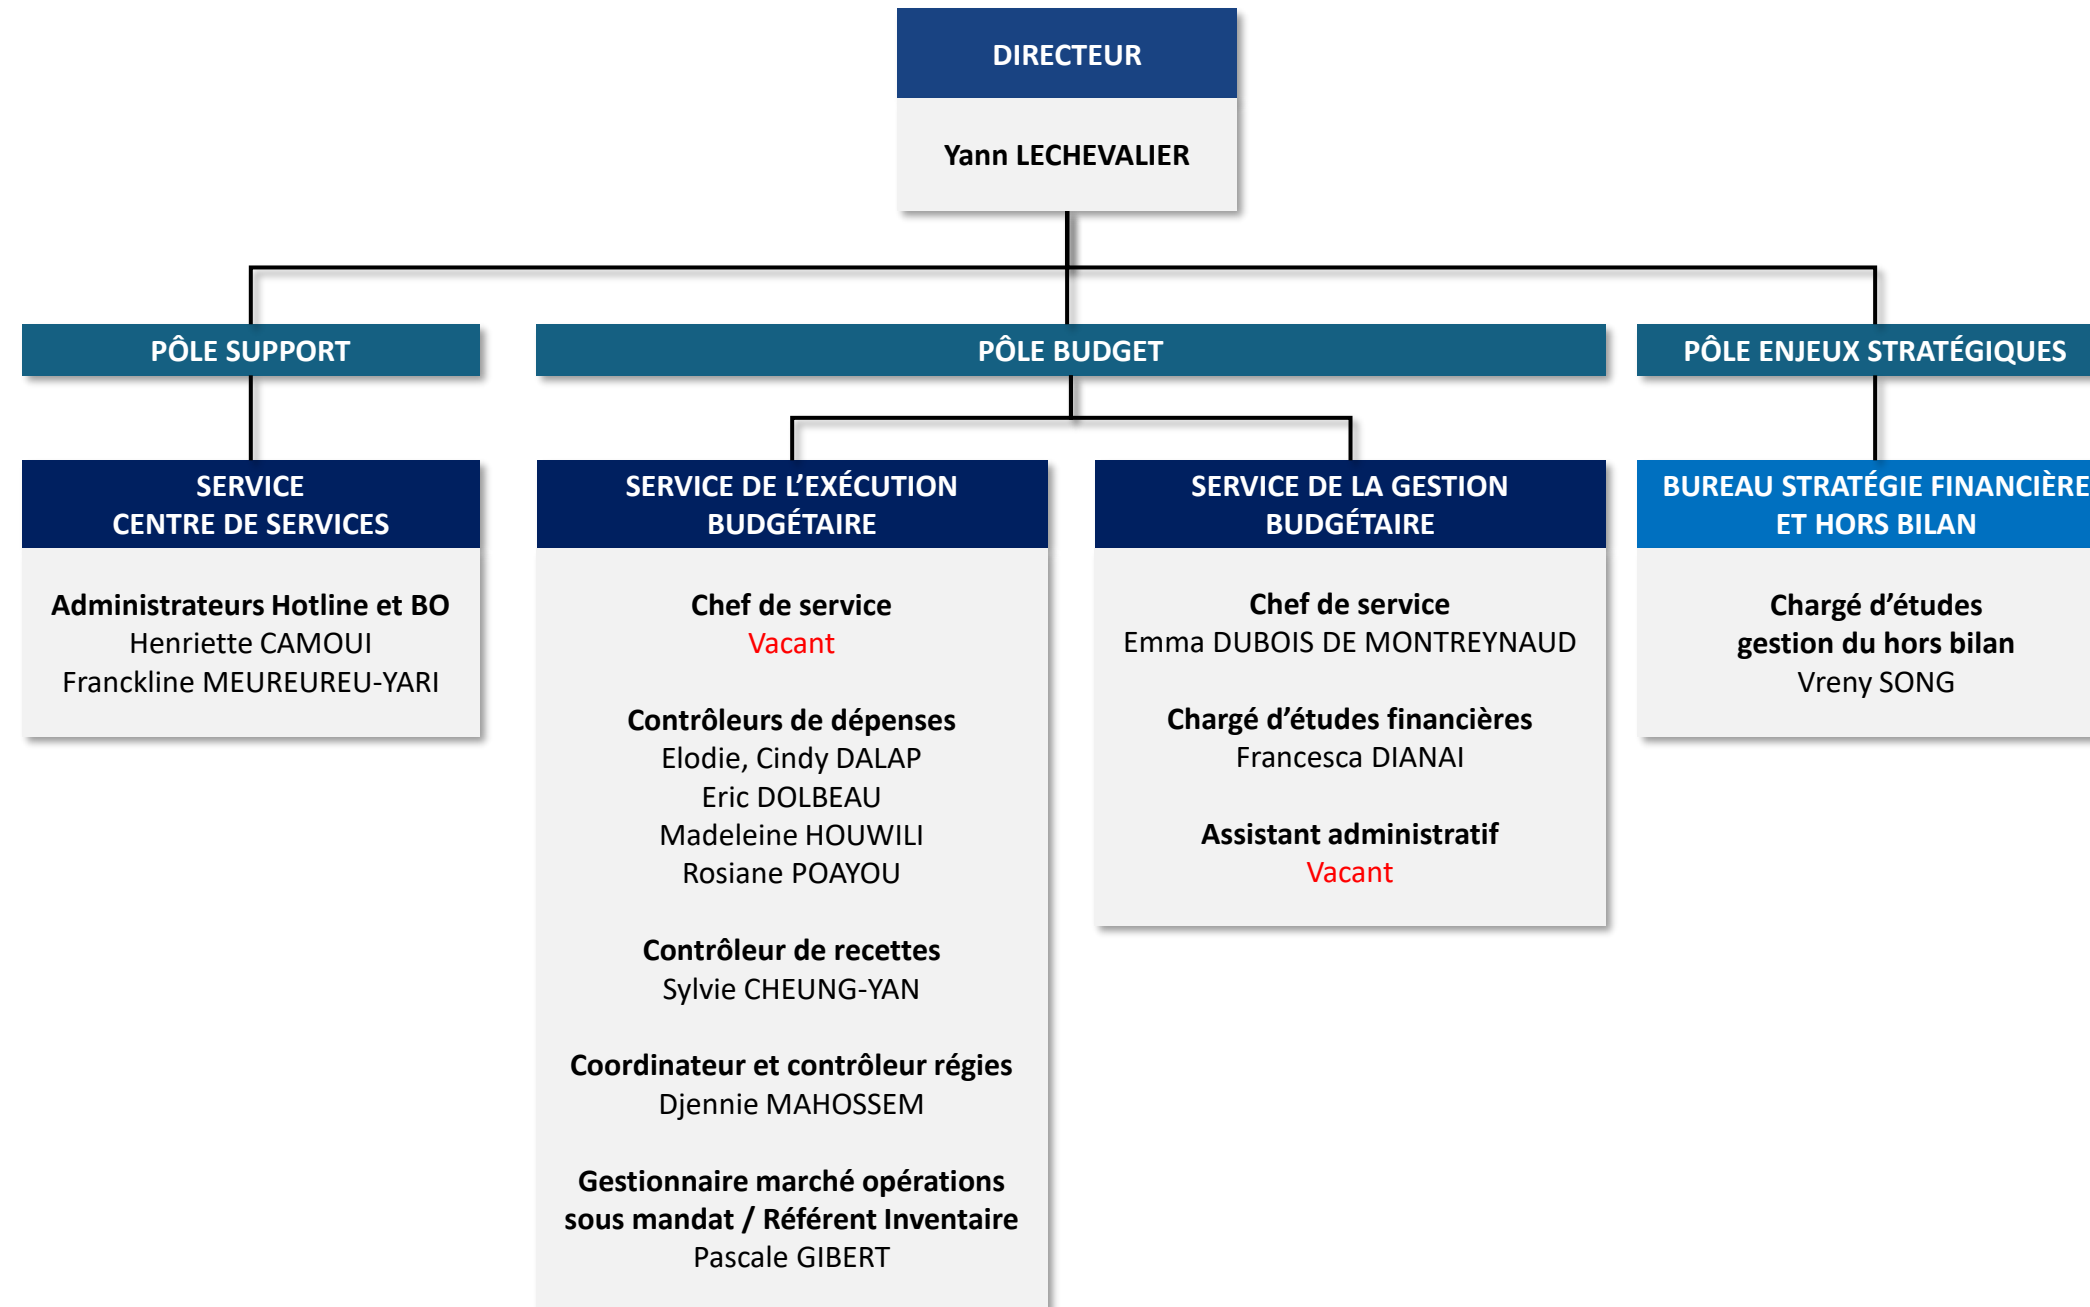 DIRECTEUR
Yann LECHEVALIER
PÔLE SUPPORT
PÔLE BUDGET
PÔLE ENJEUX STRATÉGIQUES
SERVICE
CENTRE DE SERVICES
Administrateurs Hotline et BO
Henriette CAMOUI
Franckline MEUREUREU-YARI
SERVICE DE L’EXÉCUTION
BUDGÉTAIRE
Chef de service
Vacant
Contrôleurs de dépenses
Elodie, Cindy DALAP
Eric DOLBEAU
Madeleine HOUWILI
Rosiane POAYOU
Contrôleur de recettes
Sylvie CHEUNG-YAN
Coordinateur et contrôleur régies
Djennie MAHOSSEM
Gestionnaire marché opérations
sous mandat / Référent Inventaire
Pascale GIBERT
SERVICE DE LA GESTION
BUDGÉTAIRE
Chef de service
Emma DUBOIS DE MONTREYNAUD
Chargé d’études financières
Francesca DIANAI
Assistant administratif
Vacant
BUREAU STRATÉGIE FINANCIÈRE
ET HORS BILAN
Chargé d’études
gestion du hors bilan
Vreny SONG